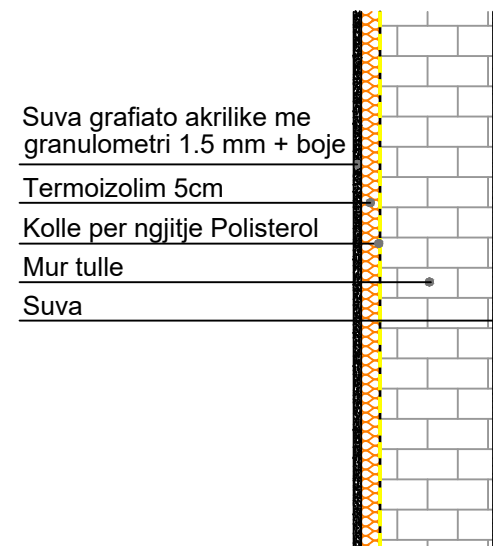 Suva grafiato akrilike me
granulometri 1.5 mm + boje
Termoizolim 5cm
Kolle per ngjitje Polisterol
Mur tulle
Suva